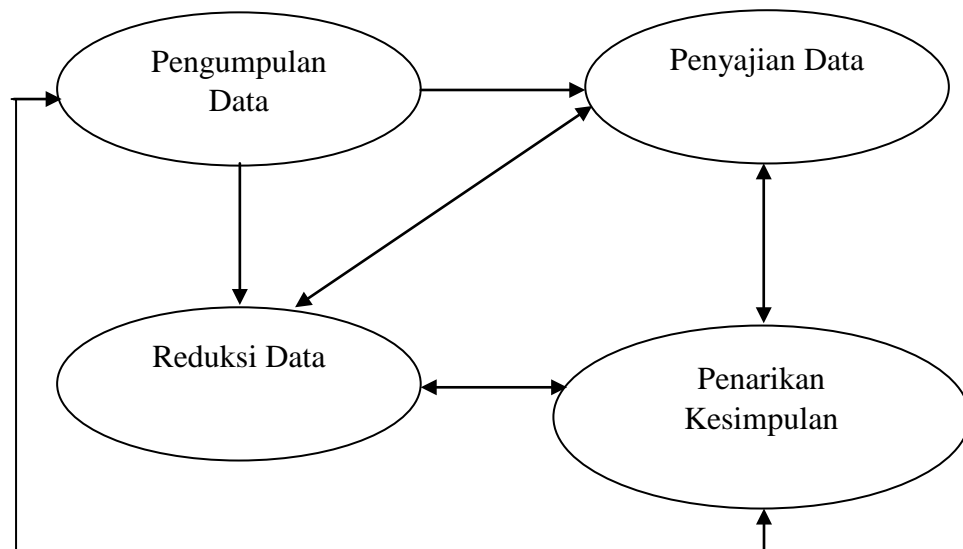 Pengumpulan
Data
Penyajian Data
Reduksi Data
Penarikan
Kesimpulan